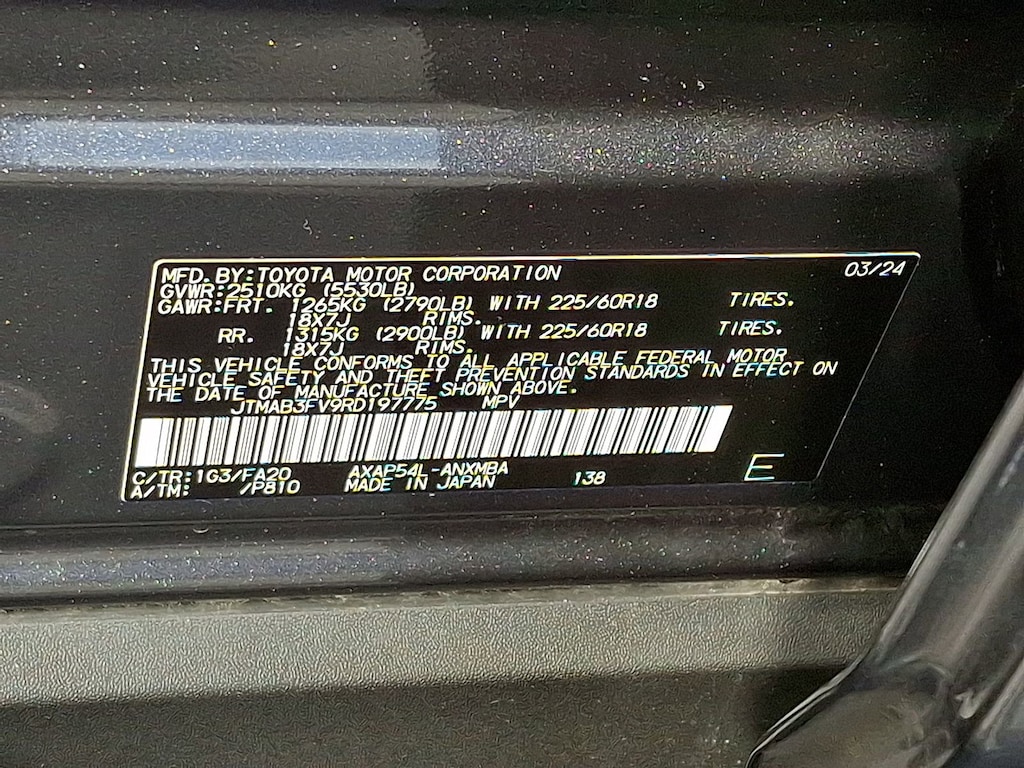 MFD. BY: TOYOTA MOTOR CORPORATION 03/24
GVWR: 2510KG (5530LB)
GAWR: FRT. 1265KG (2790LB) WITH 225/60R18 TIRES.
18X7J RIMS.
RR. 1315KG (2900LB) WITH 225/60R18 TIRES.
18X7J RIMS.
THIS VEHICLE CONFORMS TO ALL APPLICABLE FEDERAL MOTOR
VEHICLE SAFETY AND THEFT PREVENTION STANDARDS IN EFFECT ON
THE DATE OF MANUFACTURE SHOWN ABOVE.
JTMAB3FV9RD197775 MPV
C/TR: 1G3/FA20 AXAP54L-ANXMBA 138 E
A/TM: /P810 MADE IN JAPAN